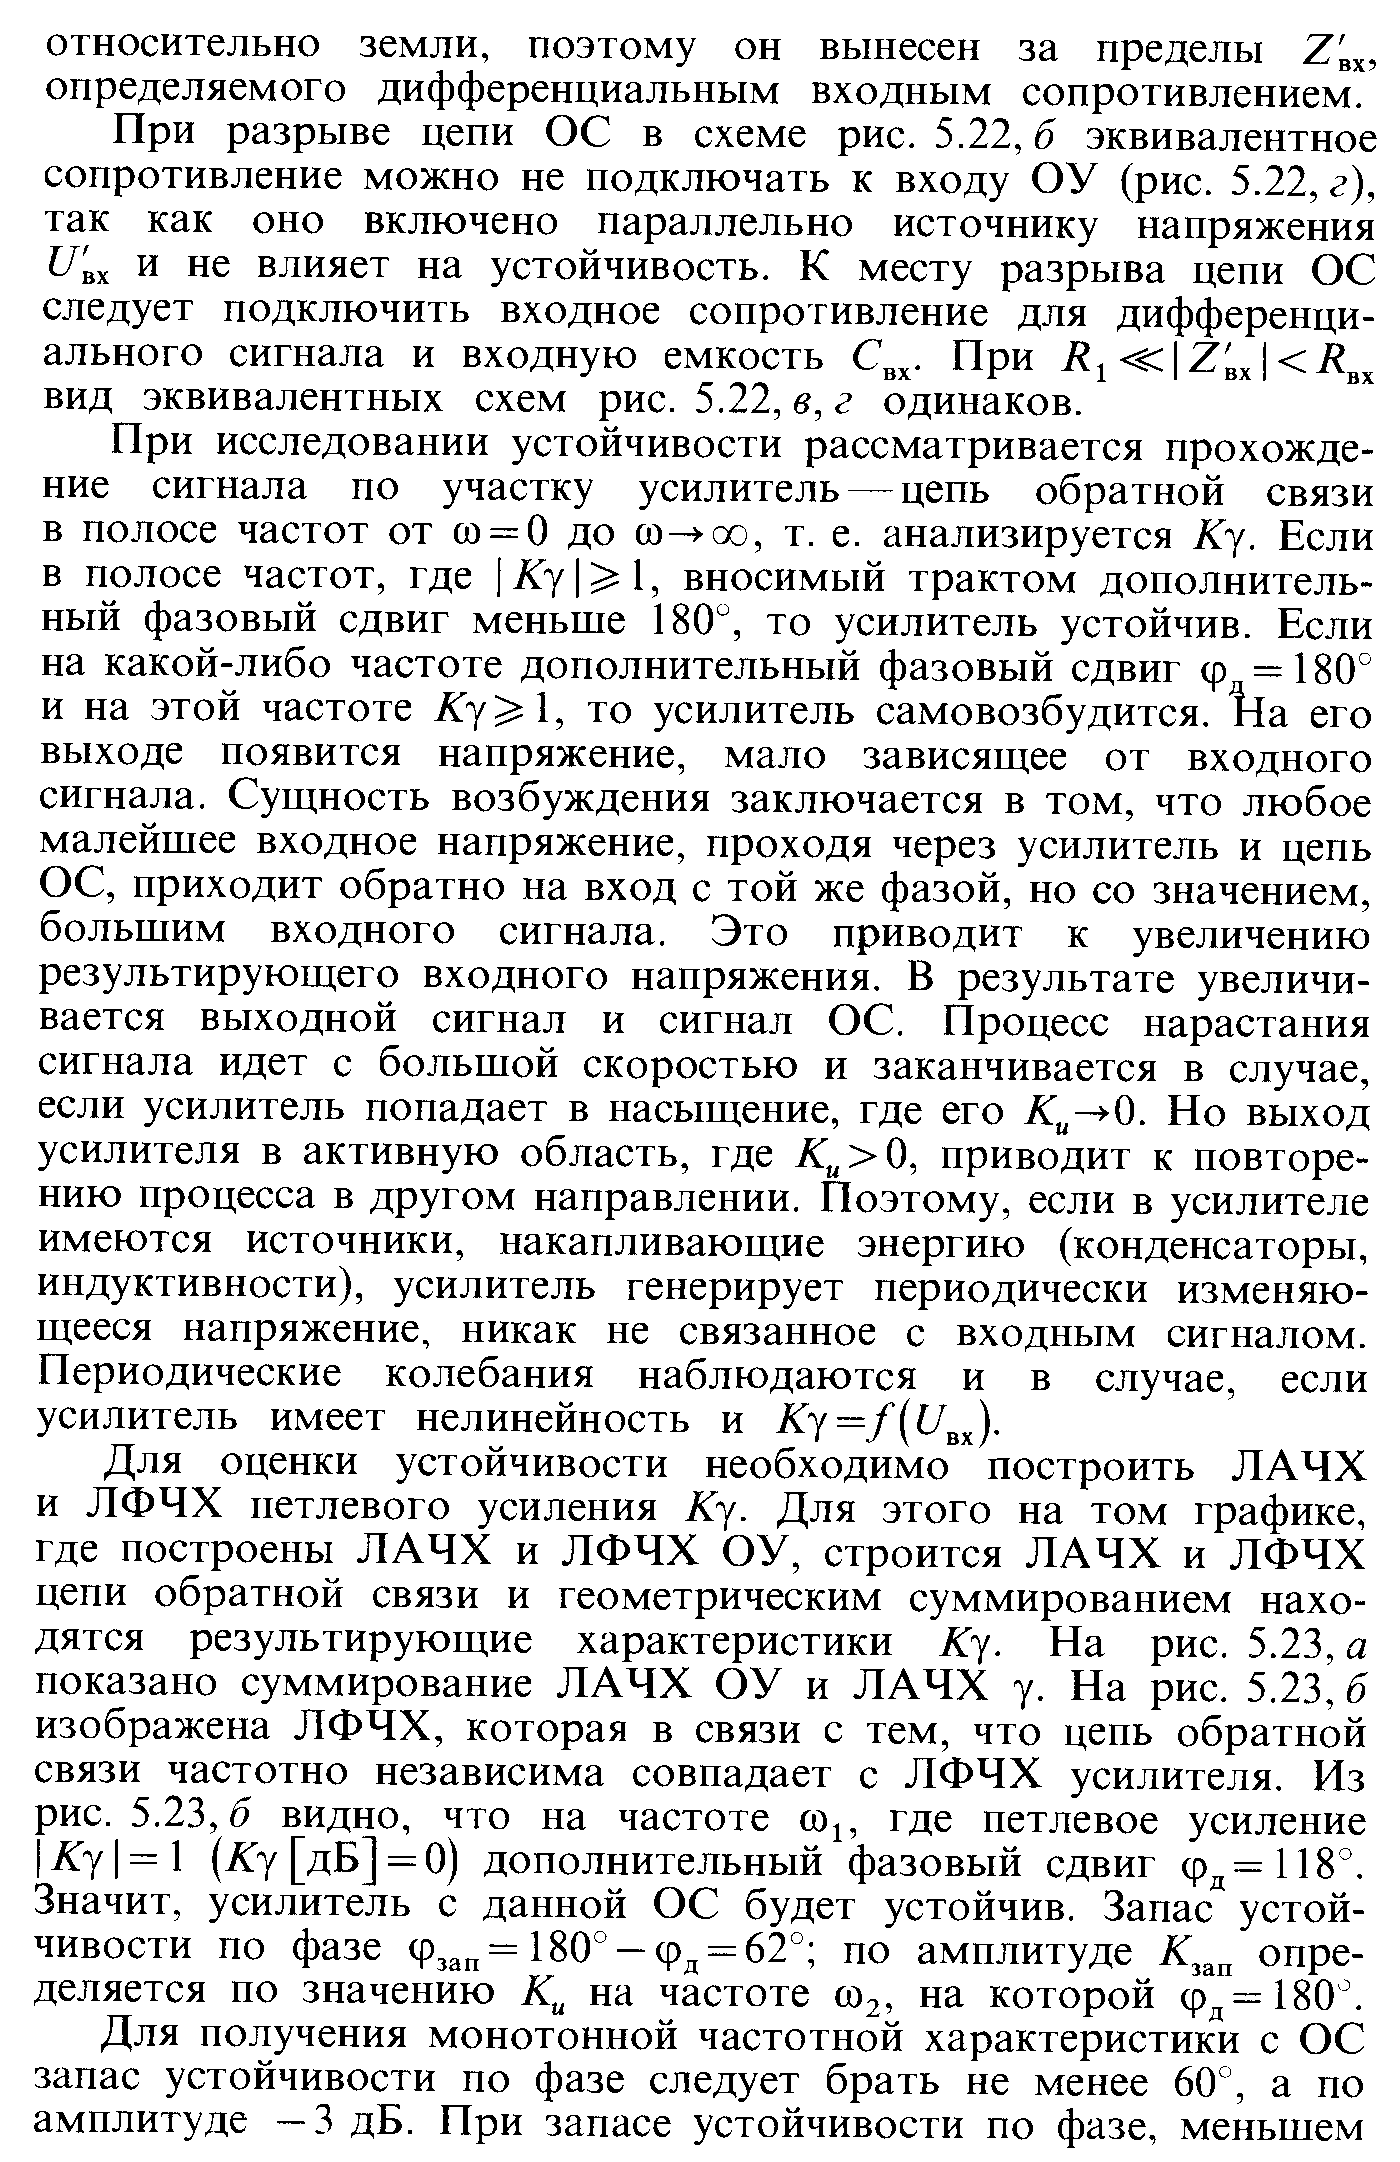 относительно земли, поэтому он вынесен за пределы Z′вх,
определяемого дифференциальным входным сопротивлением.
При разрыве цепи ОС в схеме рис. 5.22, б эквивалентное
сопротивление можно не подключать к входу ОУ (рис. 5.22, г),
так как оно включено параллельно источнику напряжения
U′вх и не влияет на устойчивость. К месту разрыва цепи ОС
следует подключить входное сопротивление для дифференци-
ального сигнала и входную емкость Cвх. При R₁≪|Z′вх|<Rвх
вид эквивалентных схем рис. 5.22, в, г одинаков.
При исследовании устойчивости рассматривается прохожде-
ние сигнала по участку усилитель — цепь обратной связи
в полосе частот от ω=0 до ω→∞, т. е. анализируется Kγ. Если
в полосе частот, где |Kγ|⩾1, вносимый трактом дополнитель-
ный фазовый сдвиг меньше 180°, то усилитель устойчив. Если
на какой-либо частоте дополнительный фазовый сдвиг φд=180°
и на этой частоте Kγ⩾1, то усилитель самовозбудится. На его
выходе появится напряжение, мало зависящее от входного
сигнала. Сущность возбуждения заключается в том, что любое
малейшее входное напряжение, проходя через усилитель и цепь
ОС, приходит обратно на вход с той же фазой, но со значением,
большим входного сигнала. Это приводит к увеличению
результирующего входного напряжения. В результате увеличи-
вается выходной сигнал и сигнал ОС. Процесс нарастания
сигнала идет с большой скоростью и заканчивается в случае,
если усилитель попадает в насыщение, где его Kи→0. Но выход
усилителя в активную область, где Kи>0, приводит к повторе-
нию процесса в другом направлении. Поэтому, если в усилителе
имеются источники, накапливающие энергию (конденсаторы,
индуктивности), усилитель генерирует периодически изменяю-
щееся напряжение, никак не связанное с входным сигналом.
Периодические колебания наблюдаются и в случае, если
усилитель имеет нелинейность и Kγ=f(Uвх).
Для оценки устойчивости необходимо построить ЛАЧХ
и ЛФЧХ петлевого усиления Kγ. Для этого на том графике,
где построены ЛАЧХ и ЛФЧХ ОУ, строится ЛАЧХ и ЛФЧХ
цепи обратной связи и геометрическим суммированием нахо-
дятся результирующие характеристики Kγ. На рис. 5.23, а
показано суммирование ЛАЧХ ОУ и ЛАЧХ γ. На рис. 5.23, б
изображена ЛФЧХ, которая в связи с тем, что цепь обратной
связи частотно независима совпадает с ЛФЧХ усилителя. Из
рис. 5.23, б видно, что на частоте ω₁, где петлевое усиление
|Kγ|=1 (Kγ[дБ]=0) дополнительный фазовый сдвиг φд=118°.
Значит, усилитель с данной ОС будет устойчив. Запас устой-
чивости по фазе φзап=180°−φд=62°; по амплитуде Kзап опре-
деляется по значению Kи на частоте ω₂, на которой φд=180°.
Для получения монотонной частотной характеристики с ОС
запас устойчивости по фазе следует брать не менее 60°, а по
амплитуде −3 дБ. При запасе устойчивости по фазе, меньшем